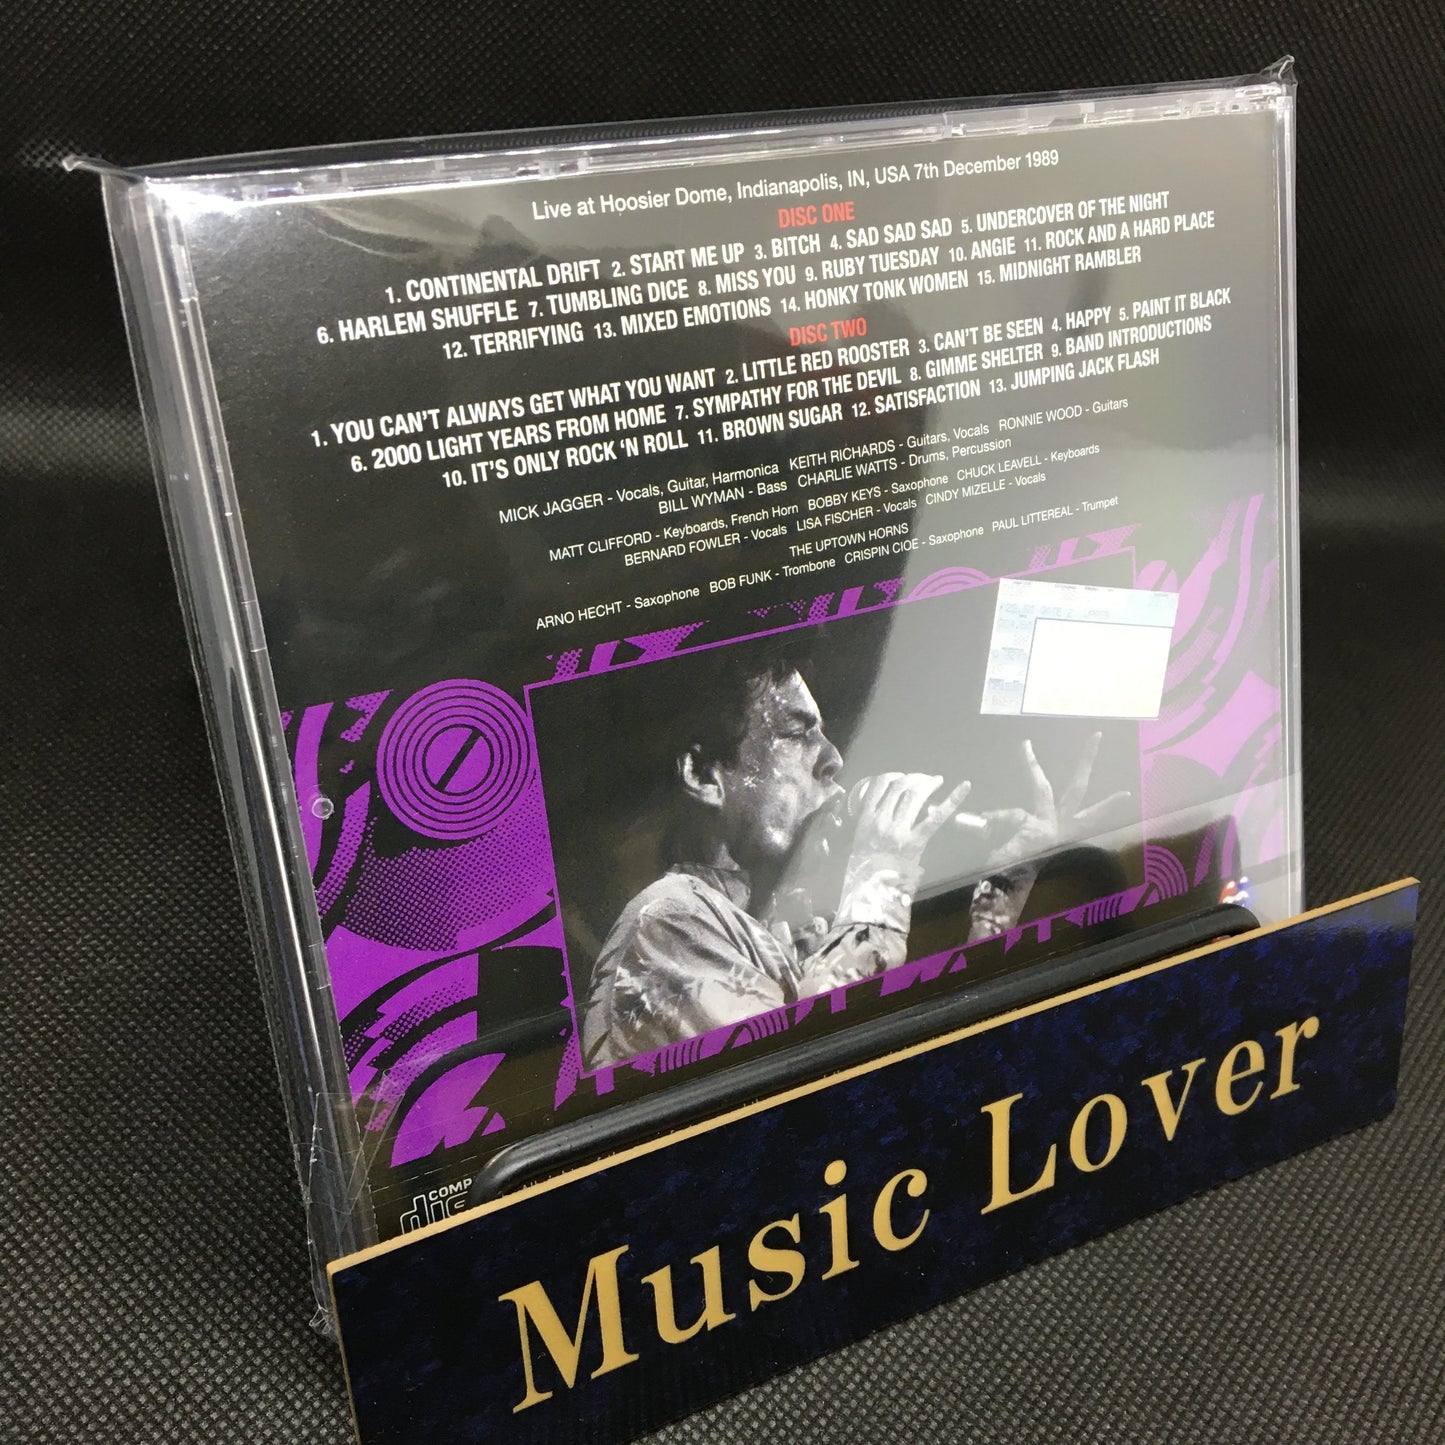 Live at Hoosier Dome, Indianapolis, IN, USA 7th December 1989
DISC ONE
1. CONTINENTAL DRIFT 2. START ME UP 3. BITCH 4. SAD SAD SAD 5. UNDERCOVER OF THE NIGHT
6. HARLEM SHUFFLE 7. TUMBLING DICE 8. MISS YOU 9. RUBY TUESDAY 10. ANGIE 11. ROCK AND A HARD PLACE
12. TERRIFYING 13. MIXED EMOTIONS 14. HONKY TONK WOMEN 15. MIDNIGHT RAMBLER
DISC TWO
1. YOU CAN'T ALWAYS GET WHAT YOU WANT 2. LITTLE RED ROOSTER 3. CAN'T BE SEEN 4. HAPPY 5. PAINT IT BLACK
6. 2000 LIGHT YEARS FROM HOME 7. SYMPATHY FOR THE DEVIL 8. GIMME SHELTER 9. BAND INTRODUCTIONS
10. IT'S ONLY ROCK 'N ROLL 11. BROWN SUGAR 12. SATISFACTION 13. JUMPING JACK FLASH
MICK JAGGER - Vocals, Guitar, Harmonica KEITH RICHARDS - Guitars, Vocals RONNIE WOOD - Guitars
BILL WYMAN - Bass CHARLIE WATTS - Drums, Percussion
MATT CLIFFORD - Keyboards, French Horn BOBBY KEYS - Saxophone CHUCK LEAVELL - Keyboards
BERNARD FOWLER - Vocals LISA FISCHER - Vocals CINDY MIZELLE - Vocals
THE UPTOWN HORNS
ARNO HECHT - Saxophone BOB FUNK - Trombone CRISPIN CIOE - Saxophone PAUL LITTEREAL - Trumpet
COMP
dis
Music Lover